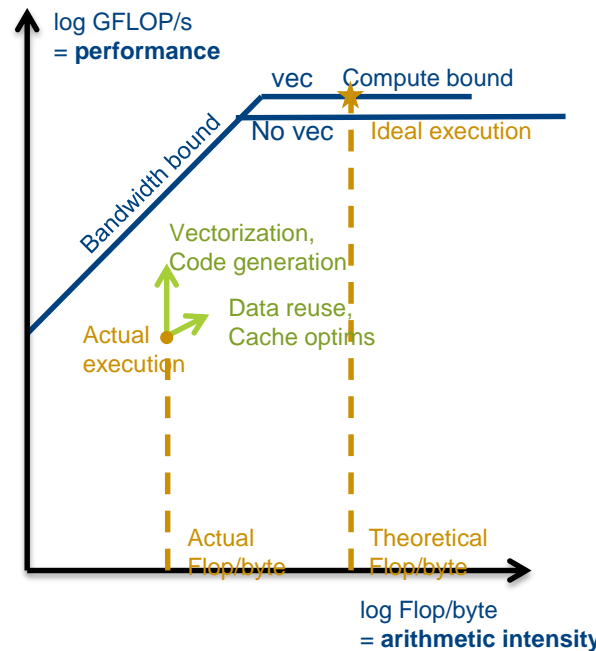 log GFLOP/s
= performance
vec
Compute bound
No vec
Ideal execution
Bandwidth bound
Vectorization,
Code generation
Data reuse,
Cache optims
Actual
execution
Actual
Flop/byte
Theoretical
Flop/byte
log Flop/byte
= arithmetic intensity